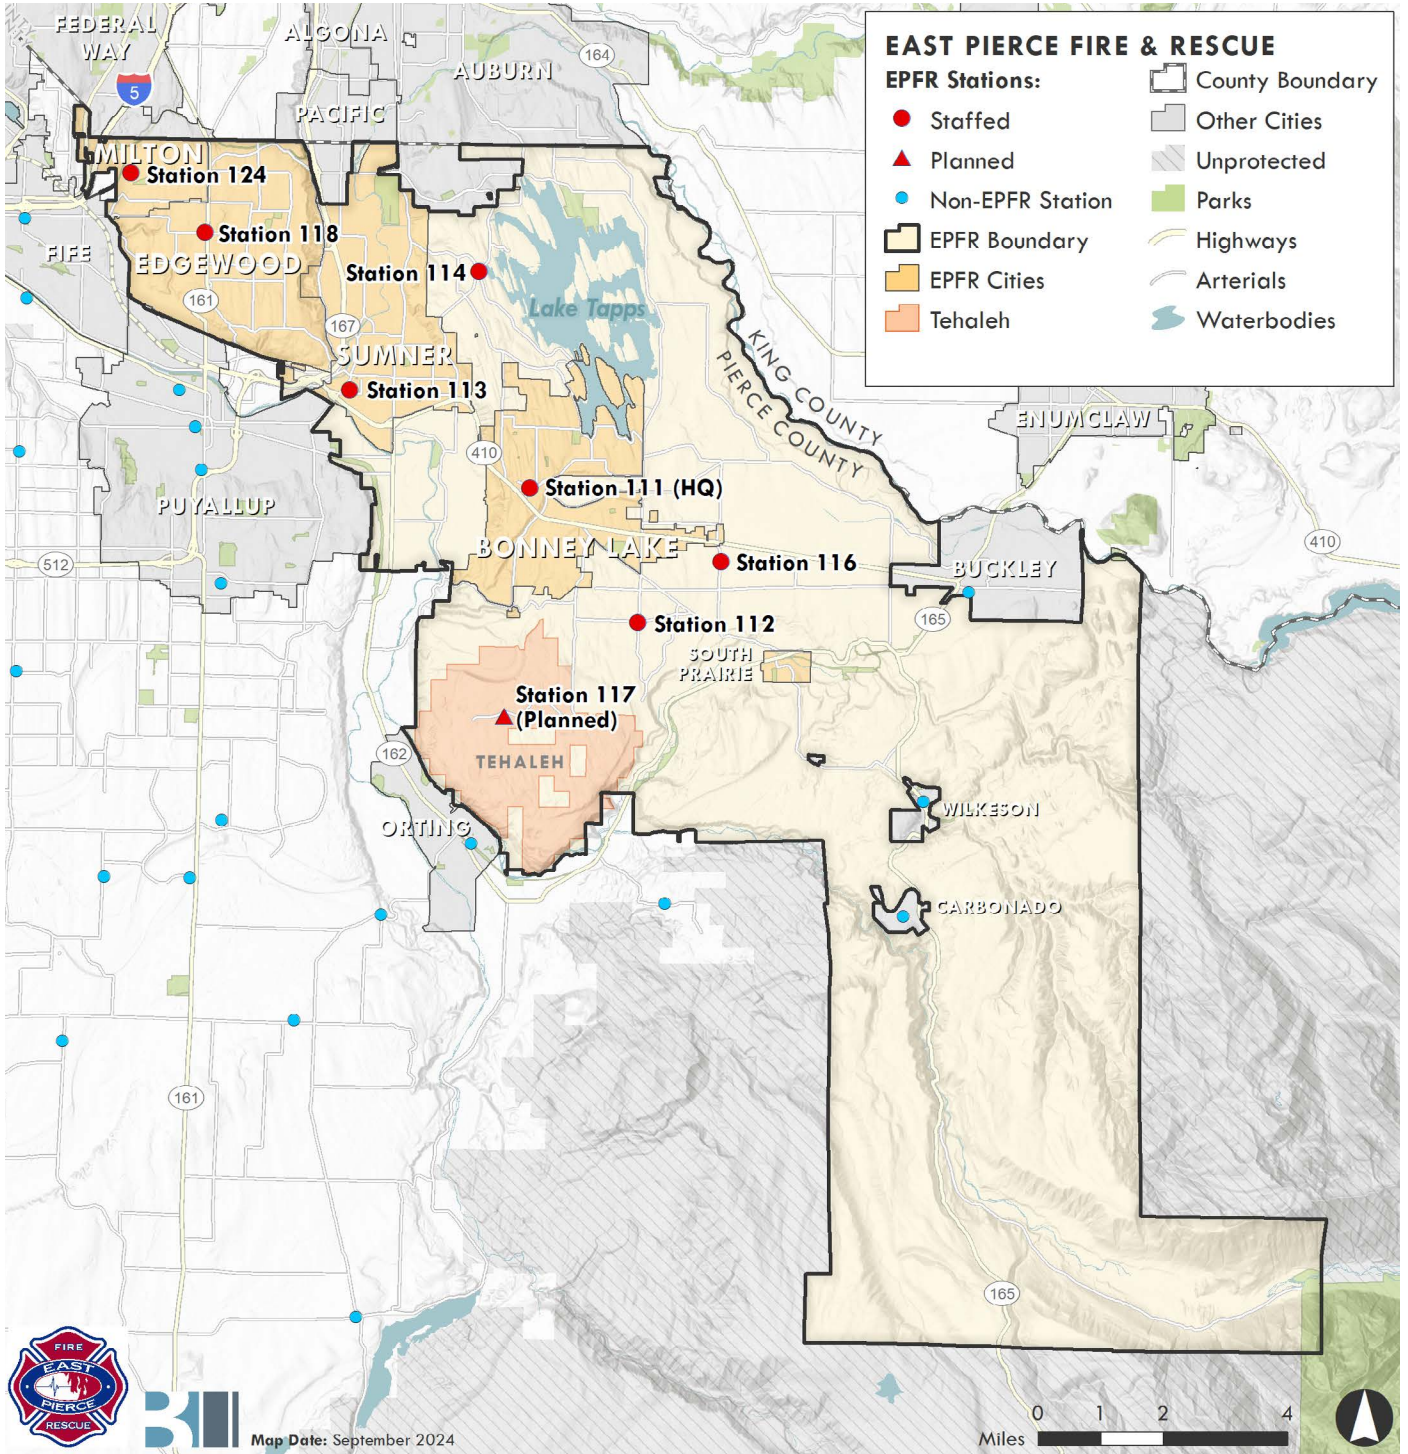 FEDERAL
WAY
ALGONA
164
AUBURN
5
PACIFIC
EAST PIERCE FIRE & RESCUE
EPFR Stations:
Staffed
Planned
Non-EPFR Station
EPFR Boundary
EPFR Cities
Tehaleh
County Boundary
Other Cities
Unprotected
Parks
Highways
Arterials
Waterbodies
MILTON
Station 124
Station 118
FIFE
EDGEWOOD
Station 114
161
Lake Tapps
167
KING COUNTY
PIERCE COUNTY
SUMNER
Station 113
ENUMCLAW
410
Station 111 (HQ)
PUYALLUP
410
BONNEY LAKE
512
Station 116
BUCKLEY
165
Station 112
SOUTH
PRAIRIE
Station 117
(Planned)
162
TEHALEH
WILKESON
ORTING
CARBONADO
161
165
FIRE
EAST
PIERCE
RESCUE
BII
Map Date: September 2024
0 1 2 4
Miles